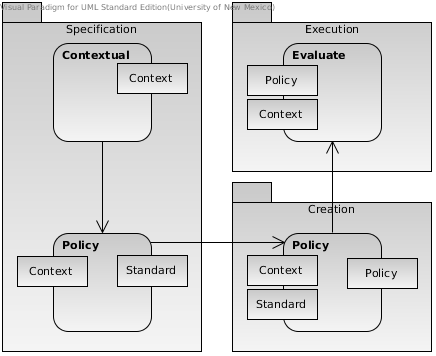 Visual Paradigm for UML Standard Edition(University of New Mexico)
Specification
Contextual
Context
Policy
Context
Standard
Execution
Evaluate
Policy
Context
Creation
Policy
Context
Policy
Standard